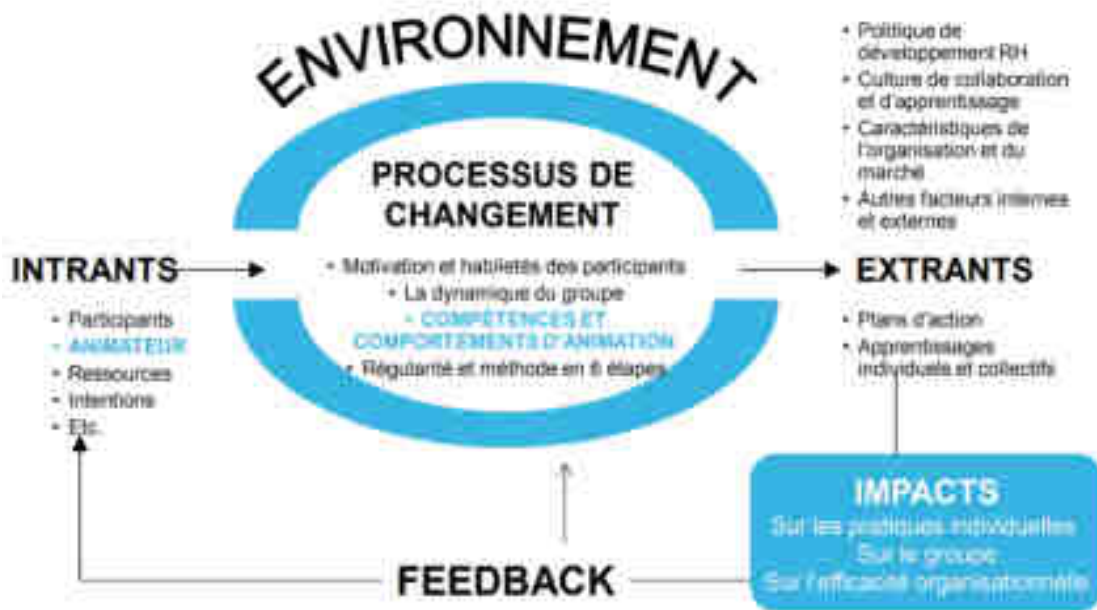 ENVIRONNEMENT
• Politique de
développement RH
• Culture de collaboration
et d'apprentissage
• Caractéristiques de
l'organisation et du
marché
• Autres facteurs internes
et externes
PROCESSUS DE
CHANGEMENT
• Motivation et habiletés des participants
• La dynamique du groupe
• COMPÉTENCES ET
COMPORTEMENTS D'ANIMATION
• Régularité et méthode en 6 étapes
INTRANTS
• Participants
• ANIMATEUR
• Ressources
• Intentions
• Etc.
EXTRANTS
• Plans d'action
• Apprentissages
individuels et collectifs
IMPACTS
Sur les pratiques individuelles
Sur le groupe
Sur l'efficacité organisationnelle
FEEDBACK